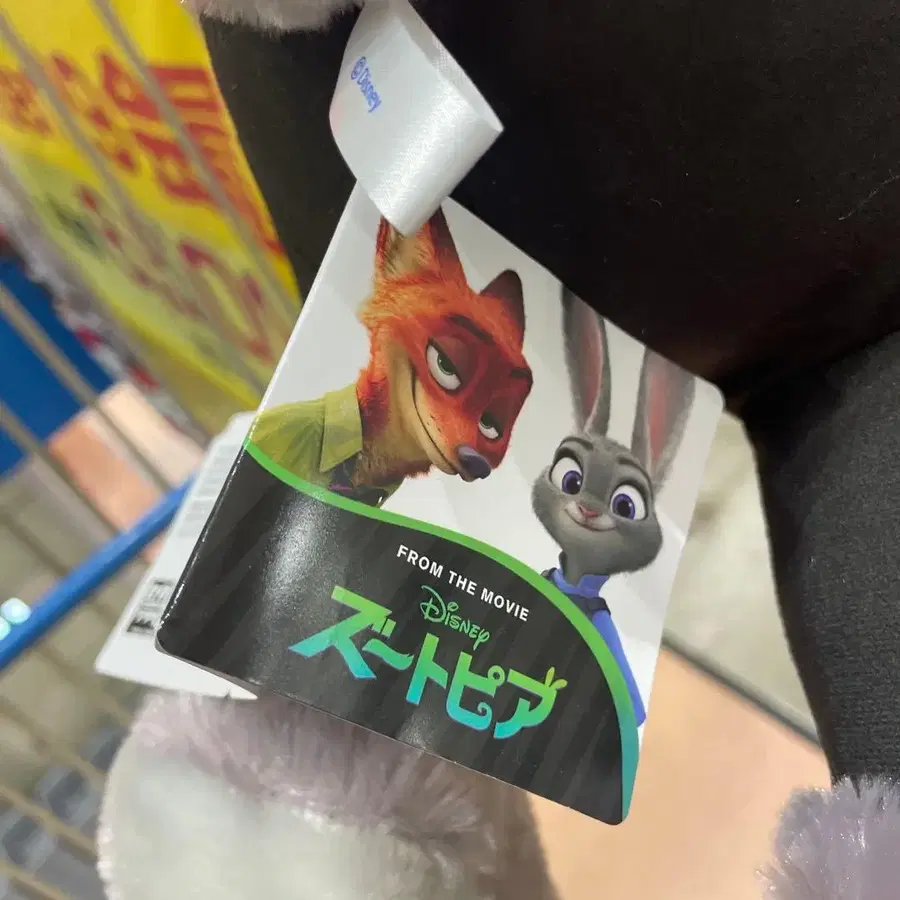 ©Disney
FROM THE MOVIE
DISNEY
ズートピア